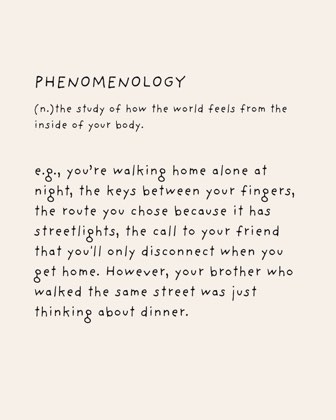 PHENOMENOLOGY
(n.)the study of how the world feels from the
inside of your body.
e.g., you're walking home alone at
night, the keys between your fingers,
the route you chose because it has
streetlights, the call to your friend
that you'll only disconnect when you
get home. However, your brother who
walked the same street was just
thinking about dinner.